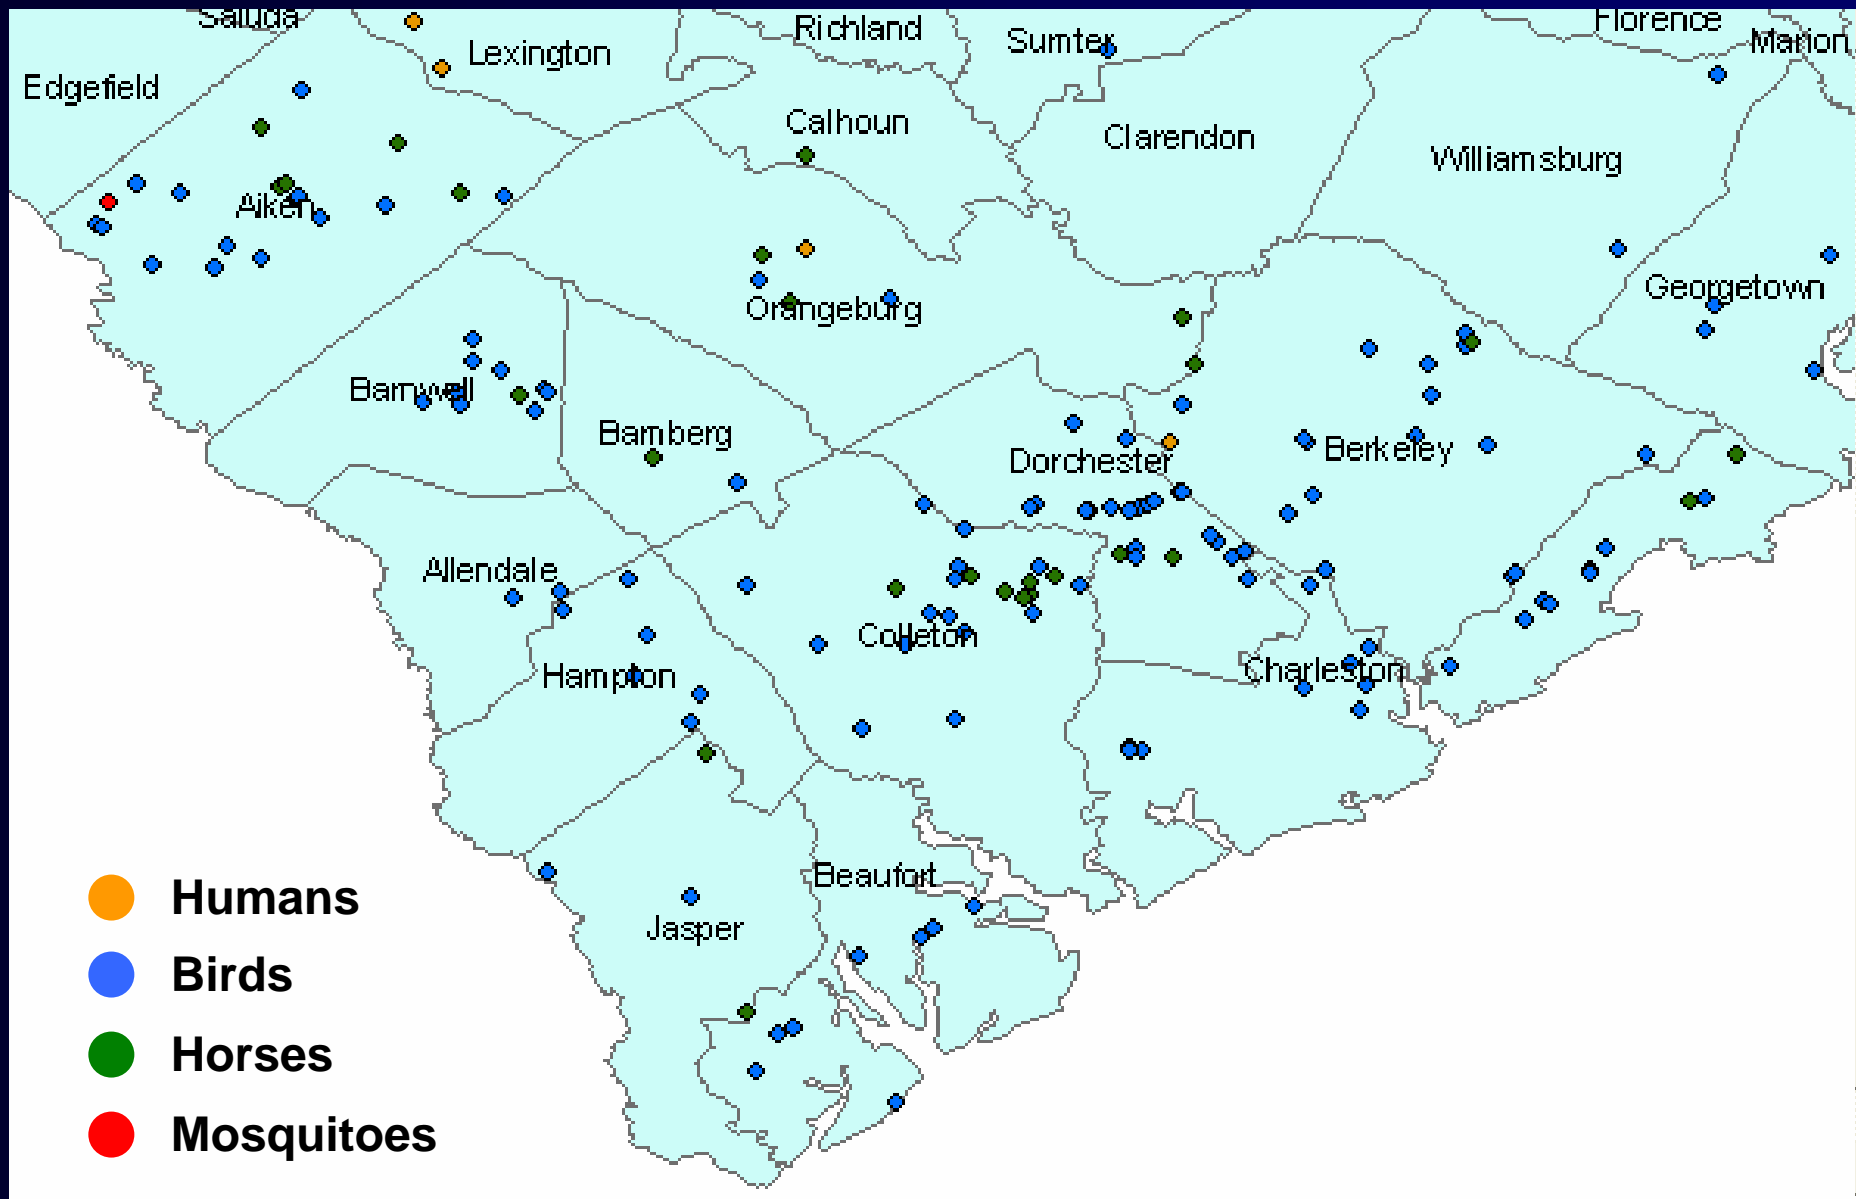 Saluda
Richland
Florence
Sumter
Marion
Lexington
Edgefield
Calhoun
Clarendon
Williamsburg
Aiken
Georgetown
Orangeburg
Barnwell
Bamberg
Dorchester
Berkeley
Allendale
Colleton
Hampton
Charleston
Beaufort
Jasper
Humans
Birds
Horses
Mosquitoes